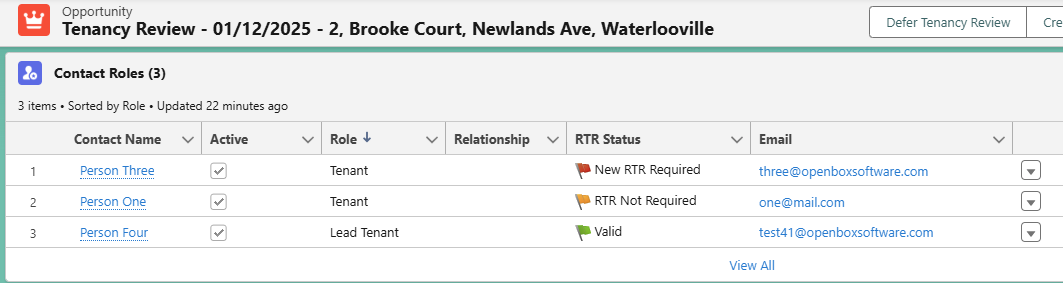 Opportunity
Tenancy Review - 01/12/2025 - 2, Brooke Court, Newlands Ave, Waterlooville
Defer Tenancy Review
Contact Roles (3)
3 items • Sorted by Role • Updated 22 minutes ago
Contact Name Active Role Relationship RTR Status Email
1 Person Three Tenant New RTR Required three@openboxsoftware.com
2 Person One Tenant RTR Not Required one@mail.com
3 Person Four Lead Tenant Valid test41@openboxsoftware.com
View All